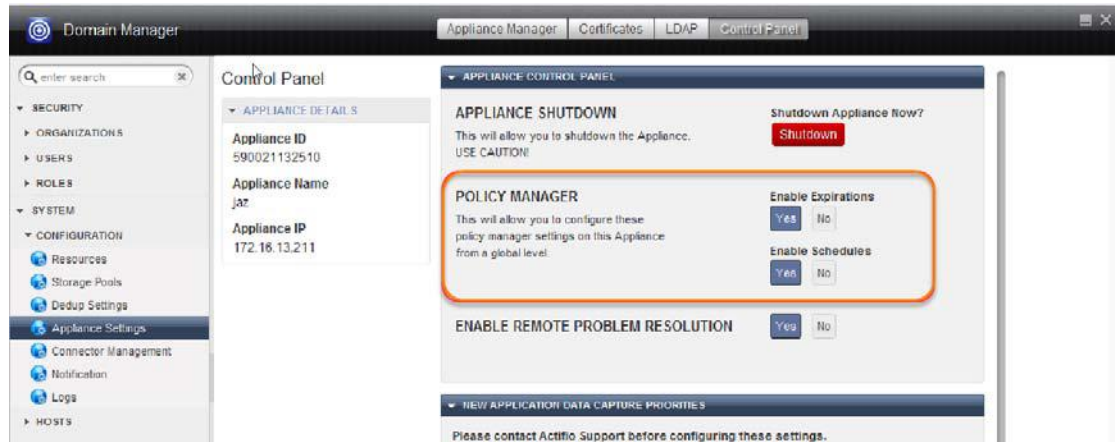 Domain Manager
Appliance Manager
Certificates
LDAP
Control Panel
enter search
SECURITY
ORGANIZATIONS
USERS
ROLES
SYSTEM
CONFIGURATION
Resources
Storage Pools
Dedup Settings
Appliance Settings
Connector Management
Notification
Logs
HOSTS
Control Panel
APPLIANCE DETAILS
Appliance ID
590021132510
Appliance Name
jaz
Appliance IP
172.16.13.211
APPLIANCE CONTROL PANEL
APPLIANCE SHUTDOWN
This will allow you to shutdown the Appliance.
USE CAUTION!
Shutdown Appliance Now?
Shutdown
POLICY MANAGER
This will allow you to configure these
policy manager settings on this Appliance
from a global level.
Enable Expirations
Yes No
Enable Schedules
Yes No
ENABLE REMOTE PROBLEM RESOLUTION
Yes No
NEW APPLICATION DATA CAPTURE PRIORITIES
Please contact Actifio Support before configuring these settings.